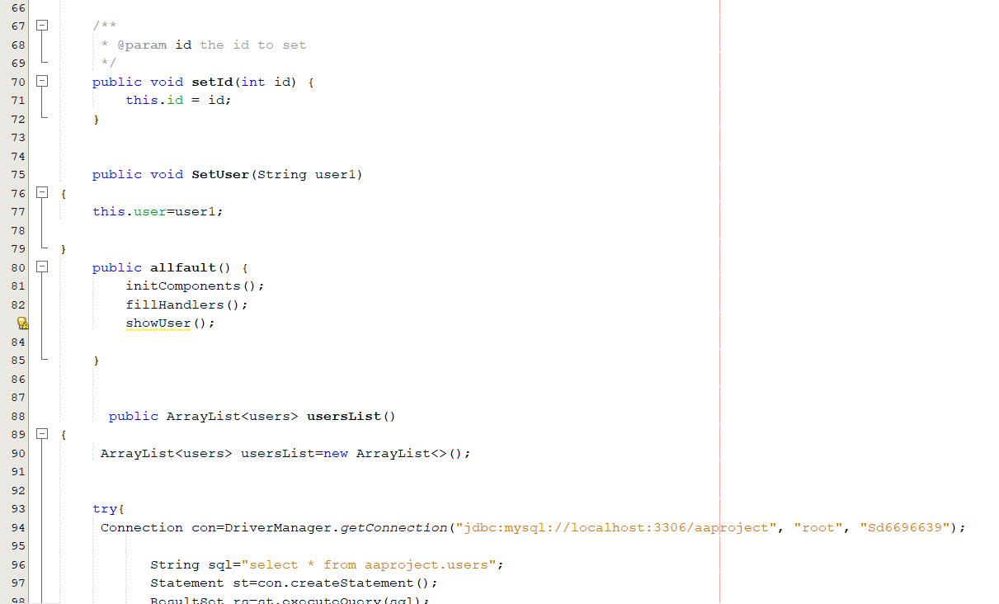 66
67 /**
68 * @param id the id to set
69 */
70 public void setId(int id) {
71 this.id = id;
72 }
73
74
75 public void SetUser(String user1)
76 {
77 this.user=user1;
78
79 }
80 public allfault() {
81 initComponents();
82 fillHandlers();
showUser();
84
85 }
86
87
88 public ArrayList<users> usersList()
89 {
90 ArrayList<users> usersList=new ArrayList<>();
91
92
93 try{
94 Connection con=DriverManager.getConnection("jdbc:mysql://localhost:3306/aaproject", "root", "Sd6696639");
95
96 String sql="select * from aaproject.users";
97 Statement st=con.createStatement();
98 ResultSet rs=st.executeQuery(sql);